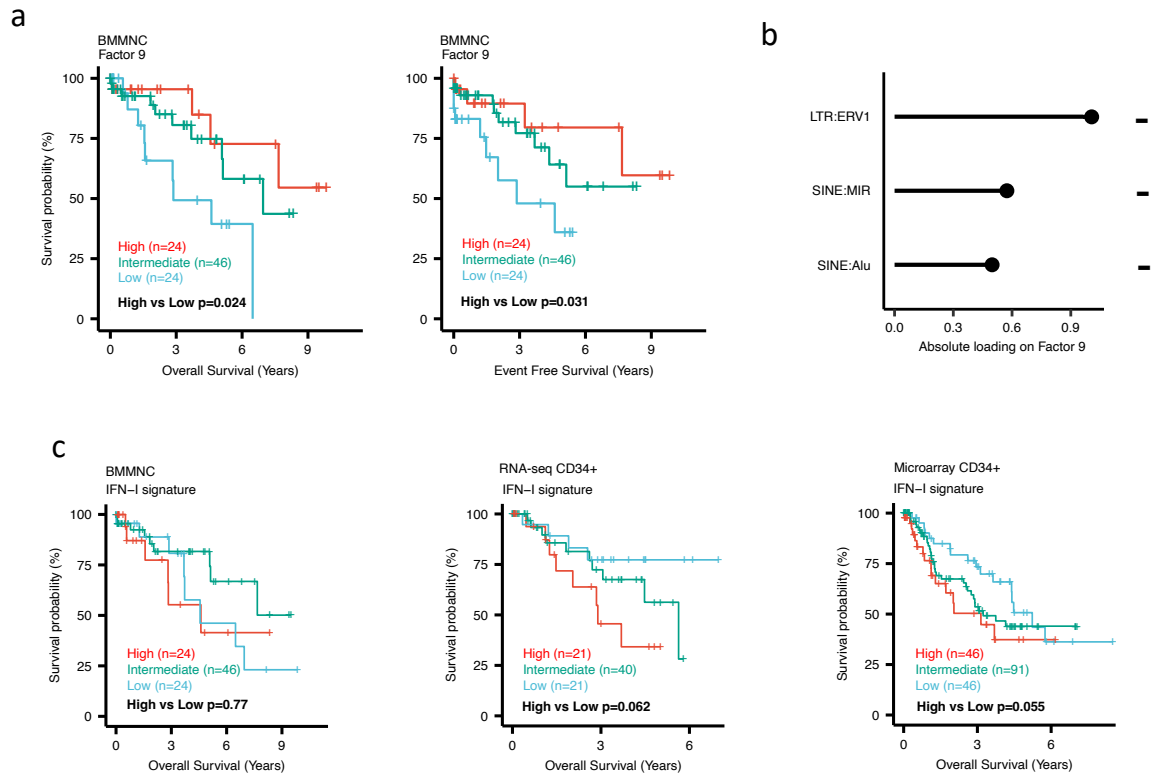 a
BMMNC
Factor 9
Survival probability (%)
100
75
50
25
0
High (n=24)
Intermediate (n=46)
Low (n=24)
High vs Low p=0.024
0 3 6 9
Overall Survival (Years)
BMMNC
Factor 9
Survival probability (%)
100
75
50
25
0
High (n=24)
Intermediate (n=46)
Low (n=24)
High vs Low p=0.031
0 3 6 9
Event Free Survival (Years)
b
LTR:ERV1 -
SINE:MIR -
SINE:Alu -
0.0 0.3 0.6 0.9
Absolute loading on Factor 9
c
BMMNC
IFN−I signature
Survival probability (%)
100
75
50
25
0
High (n=24)
Intermediate (n=46)
Low (n=24)
High vs Low p=0.77
0 3 6 9
Overall Survival (Years)
RNA-seq CD34+
IFN−I signature
Survival probability (%)
100
75
50
25
0
High (n=21)
Intermediate (n=40)
Low (n=21)
High vs Low p=0.062
0 3 6
Overall Survival (Years)
Microarray CD34+
IFN−I signature
Survival probability (%)
100
75
50
25
0
High (n=46)
Intermediate (n=91)
Low (n=46)
High vs Low p=0.055
0 3 6
Overall Survival (Years)